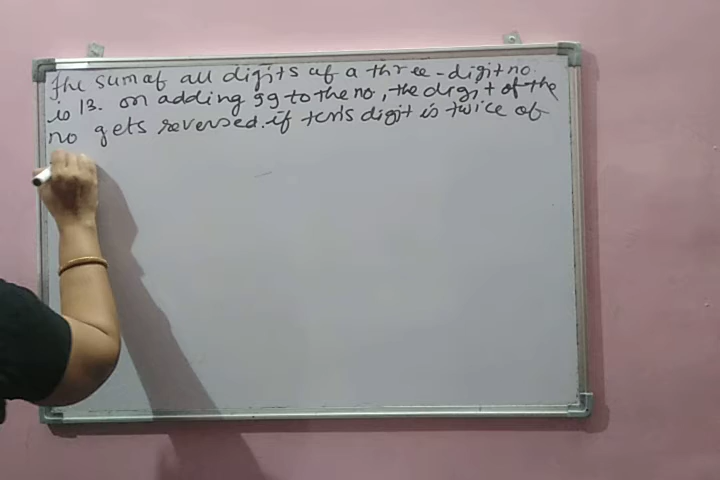 The sum of all digits of a three-digit no.
is 13. on adding 99 to the no, the digit of the
no gets reversed. if tens digit is twice of